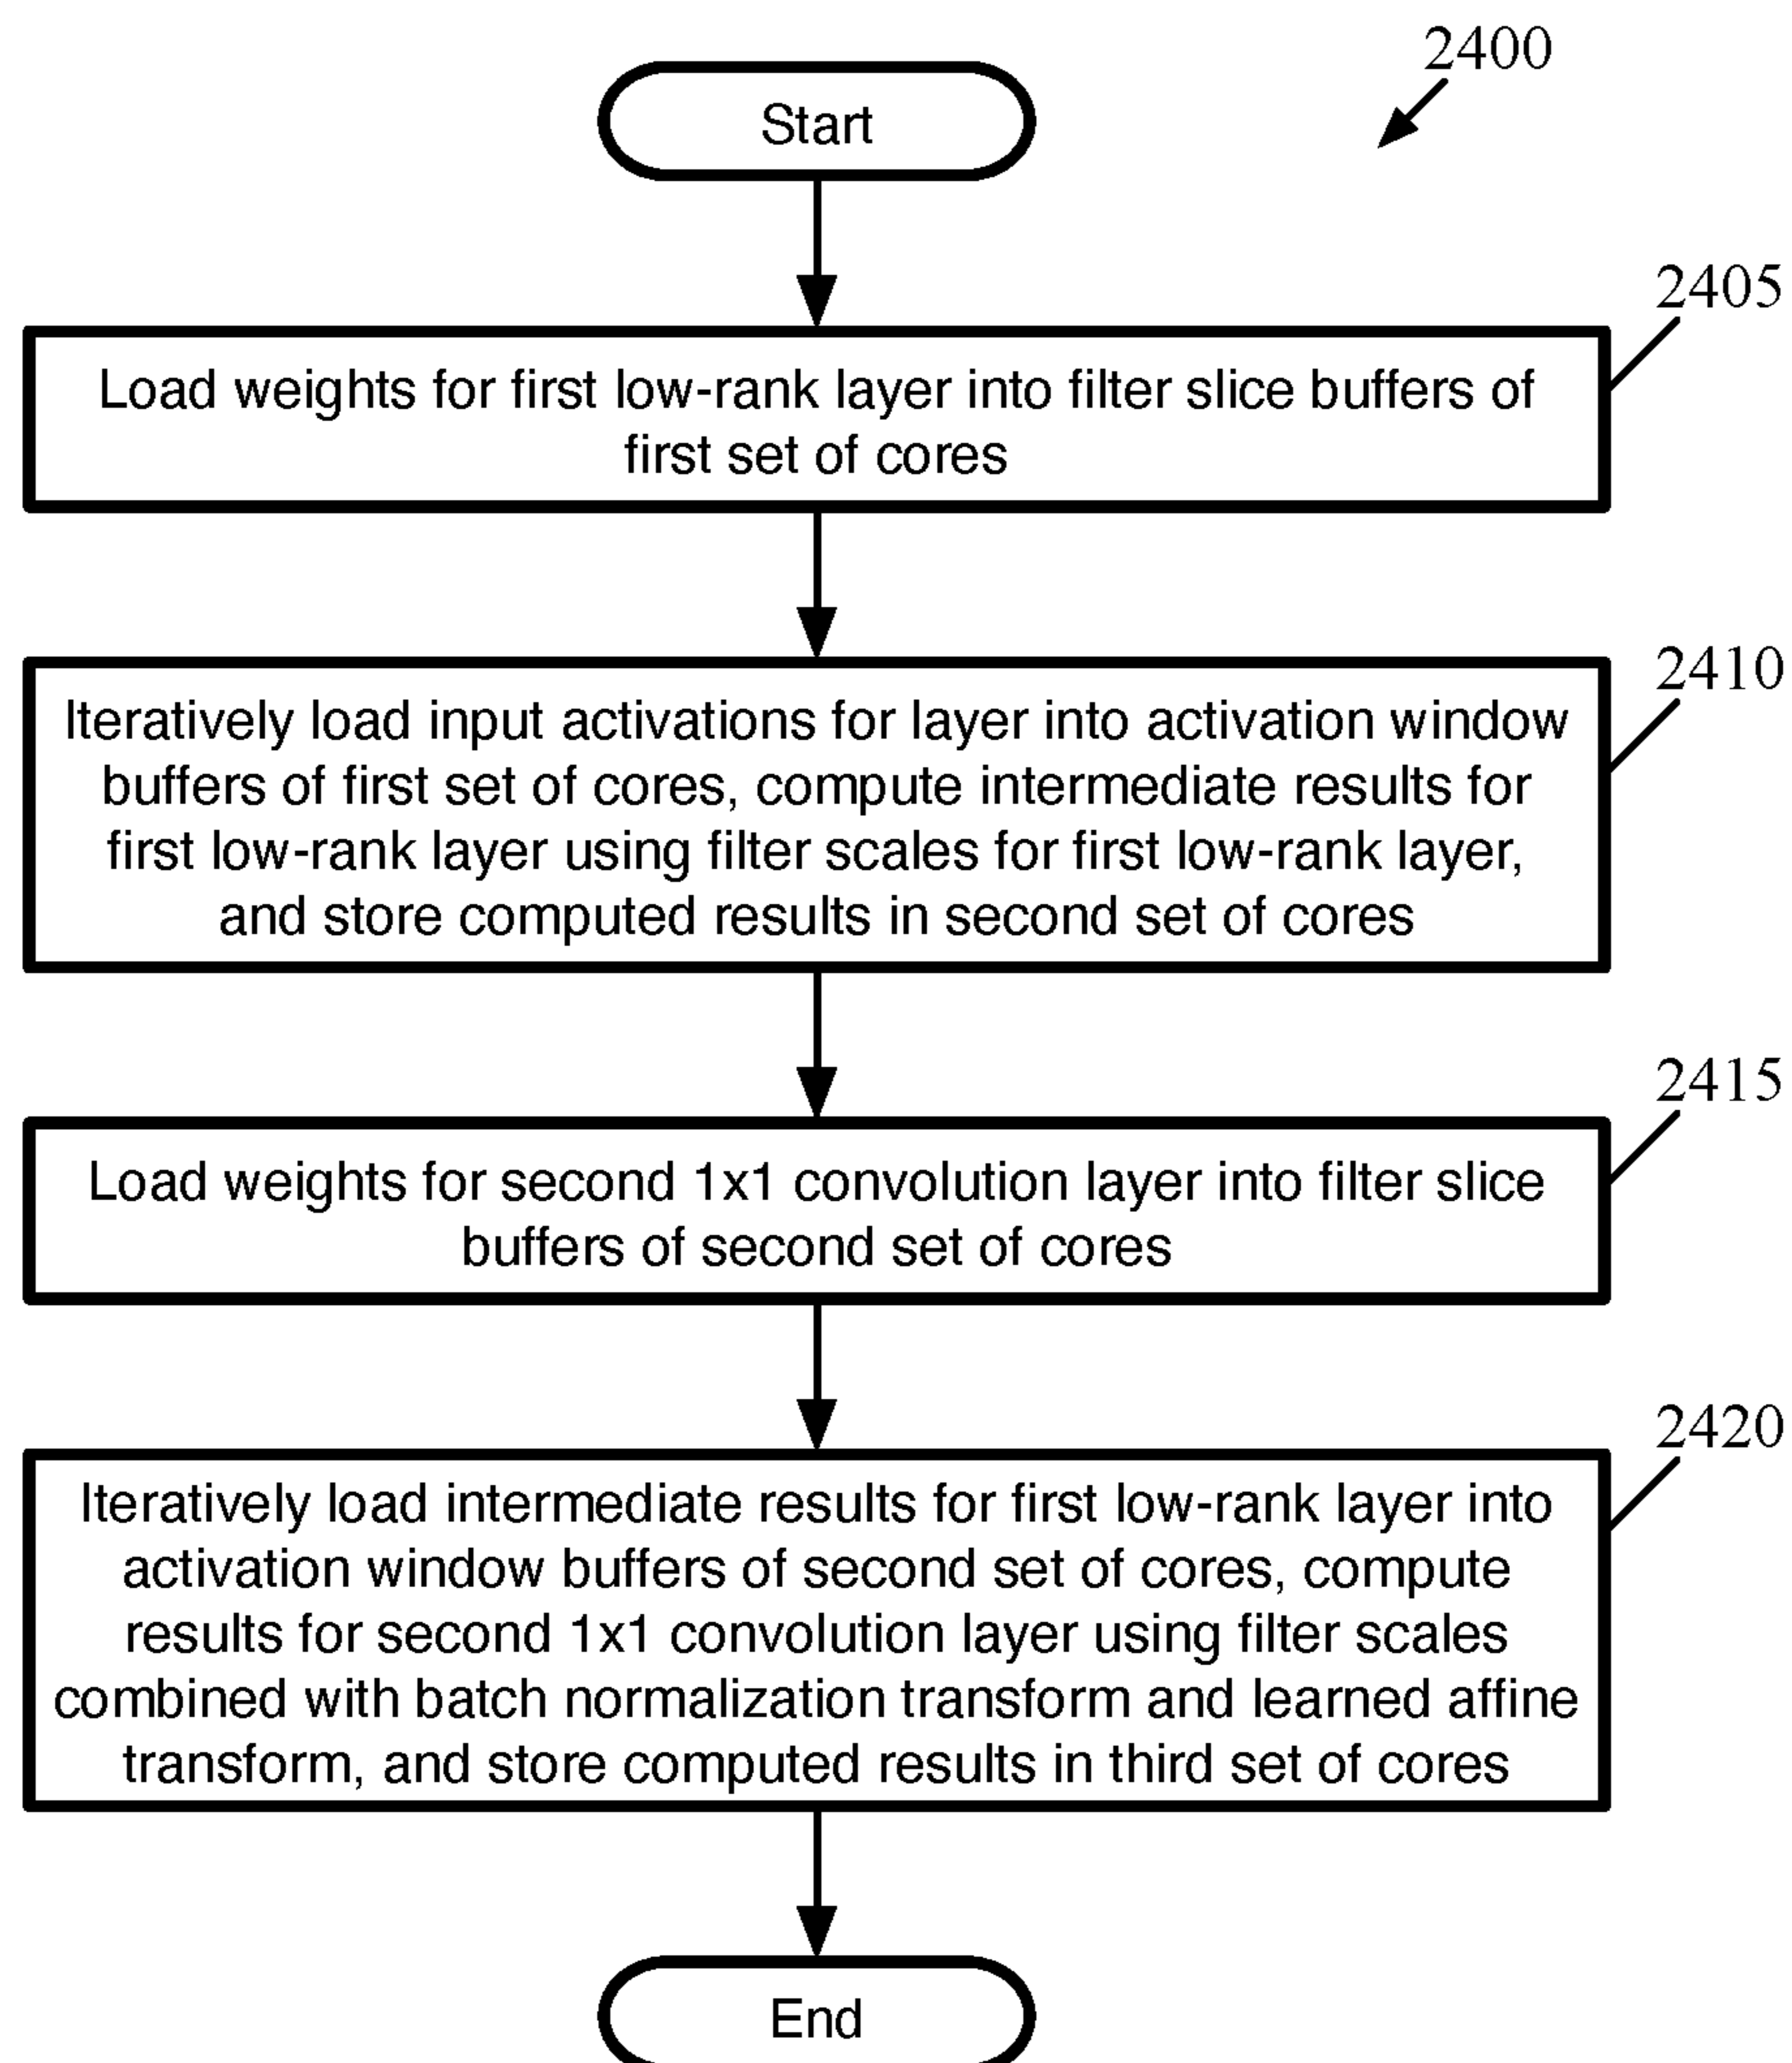 2400
Start
2405
Load weights for first low-rank layer into filter slice buffers of
first set of cores
2410
Iteratively load input activations for layer into activation window
buffers of first set of cores, compute intermediate results for
first low-rank layer using filter scales for first low-rank layer,
and store computed results in second set of cores
2415
Load weights for second 1x1 convolution layer into filter slice
buffers of second set of cores
2420
Iteratively load intermediate results for first low-rank layer into
activation window buffers of second set of cores, compute
results for second 1x1 convolution layer using filter scales
combined with batch normalization transform and learned affine
transform, and store computed results in third set of cores
End